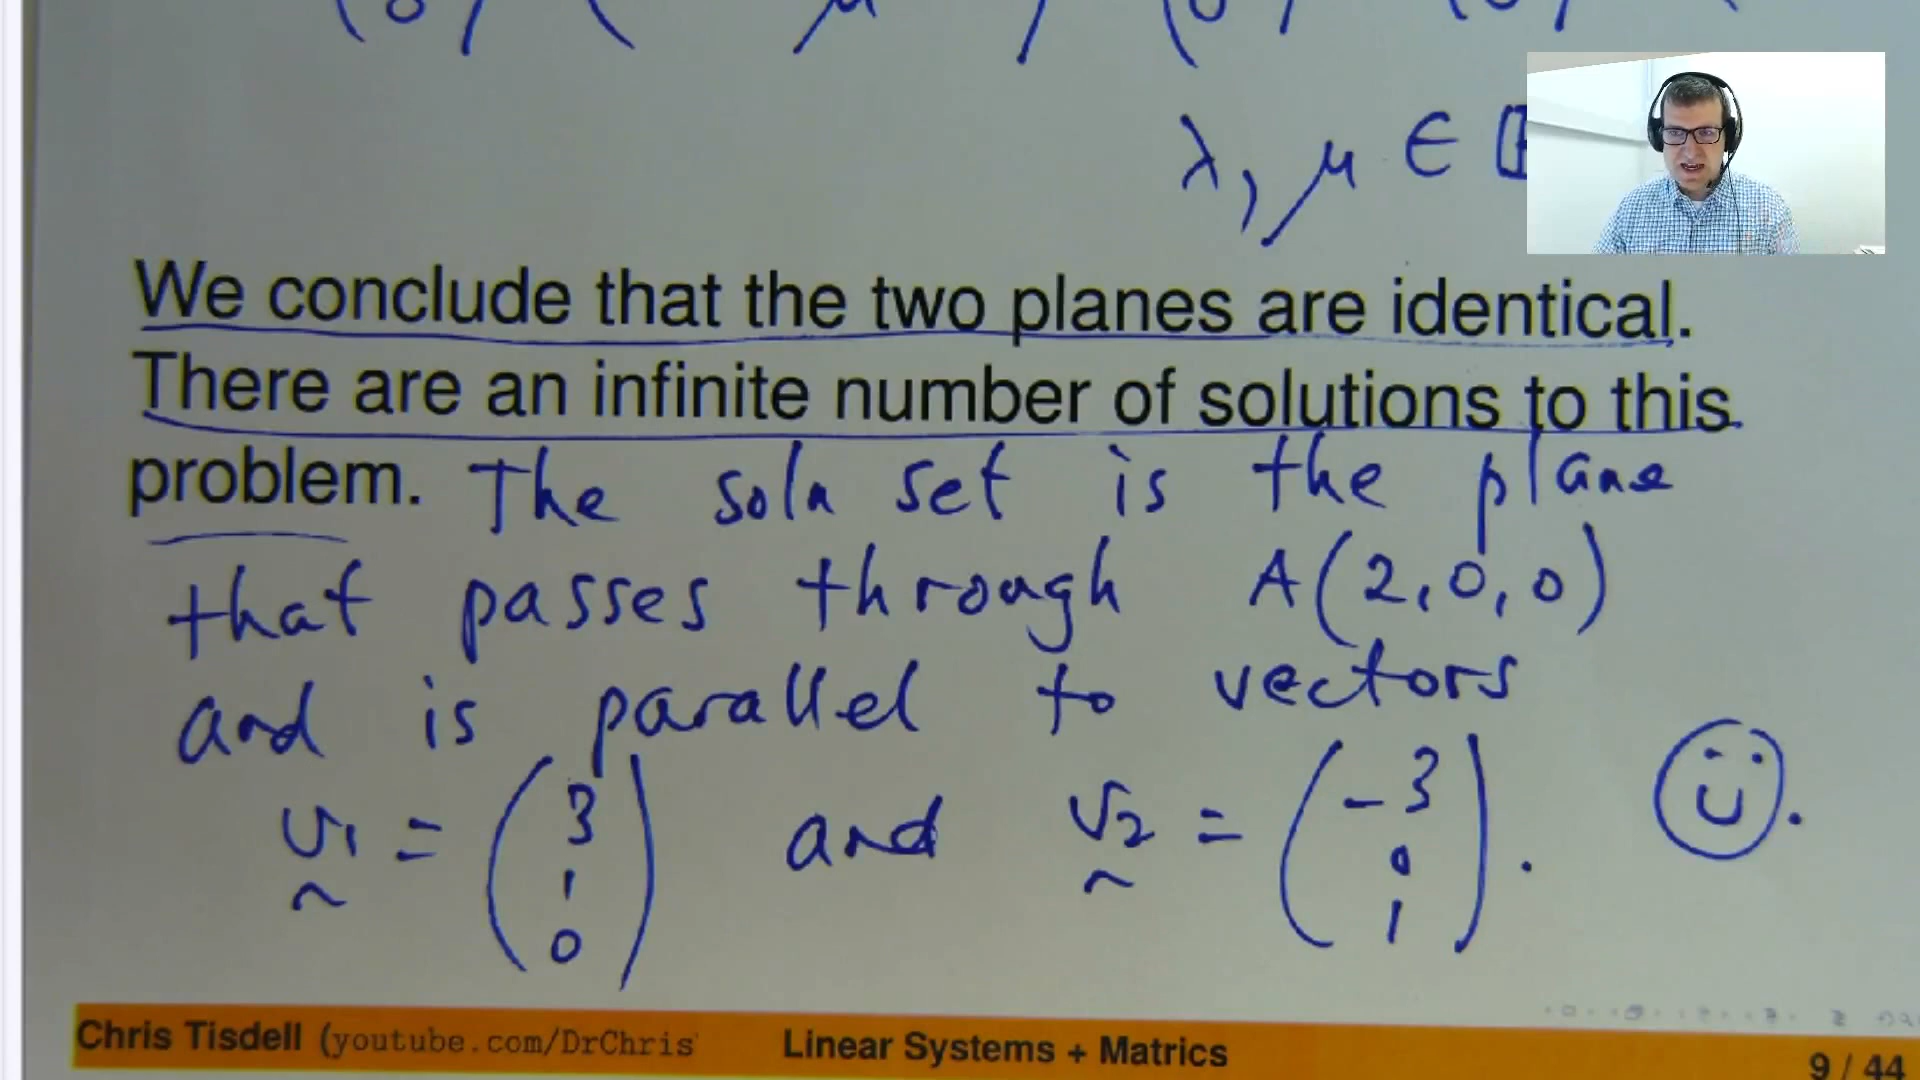 λ, μ ∈
We conclude that the two planes are identical.
There are an infinite number of solutions to this
problem. The soln set is the plane
that passes through A(2,0,0)
and is parallel to vectors
v1 = (3 1 0) and v2 = (-3 0 1).
Chris Tisdell (youtube.com/DrChris Linear Systems + Matrics 9 / 44